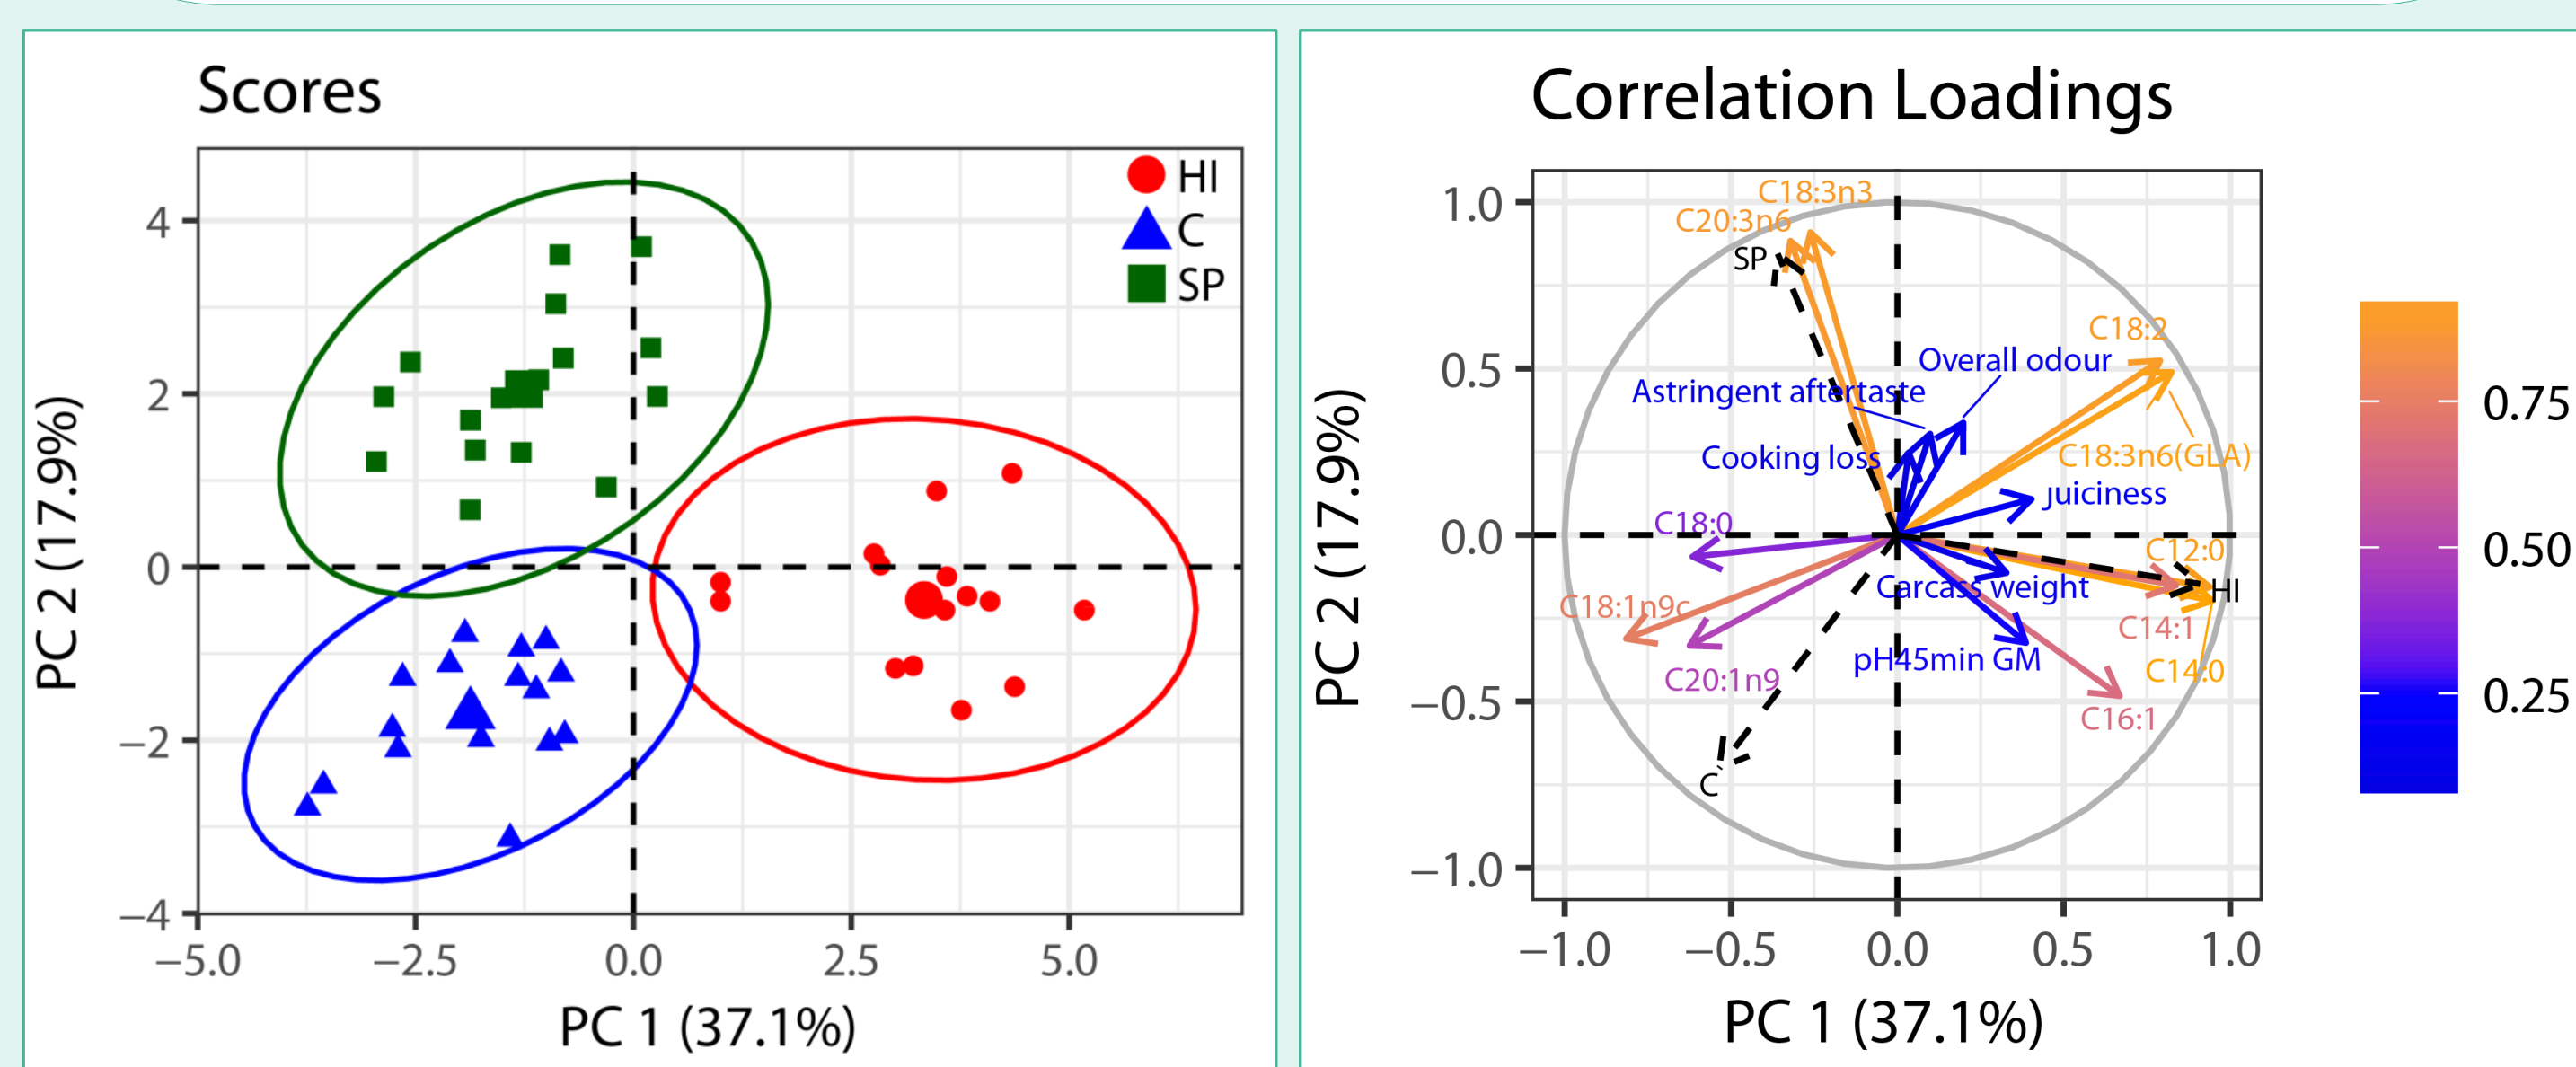 Scores
HI
C
SP
4
2
0
−2
−4
−5.0 −2.5 0.0 2.5 5.0
PC 2 (17.9%)
PC 1 (37.1%)
Correlation Loadings
1.0
0.5
0.0
−0.5
−1.0
−1.0 −0.5 0.0 0.5 1.0
PC 2 (17.9%)
PC 1 (37.1%)
C18:3n3
C20:3n6
SP
C18:2
Overall odour
Astringent aftertaste
Cooking loss
C18:3n6(GLA)
Juiciness
C18:0
C12:0
Carcass weight
HI
C18:1n9c
C14:1
pH45min GM
C14:0
C20:1n9
C16:1
C
0.75
0.50
0.25